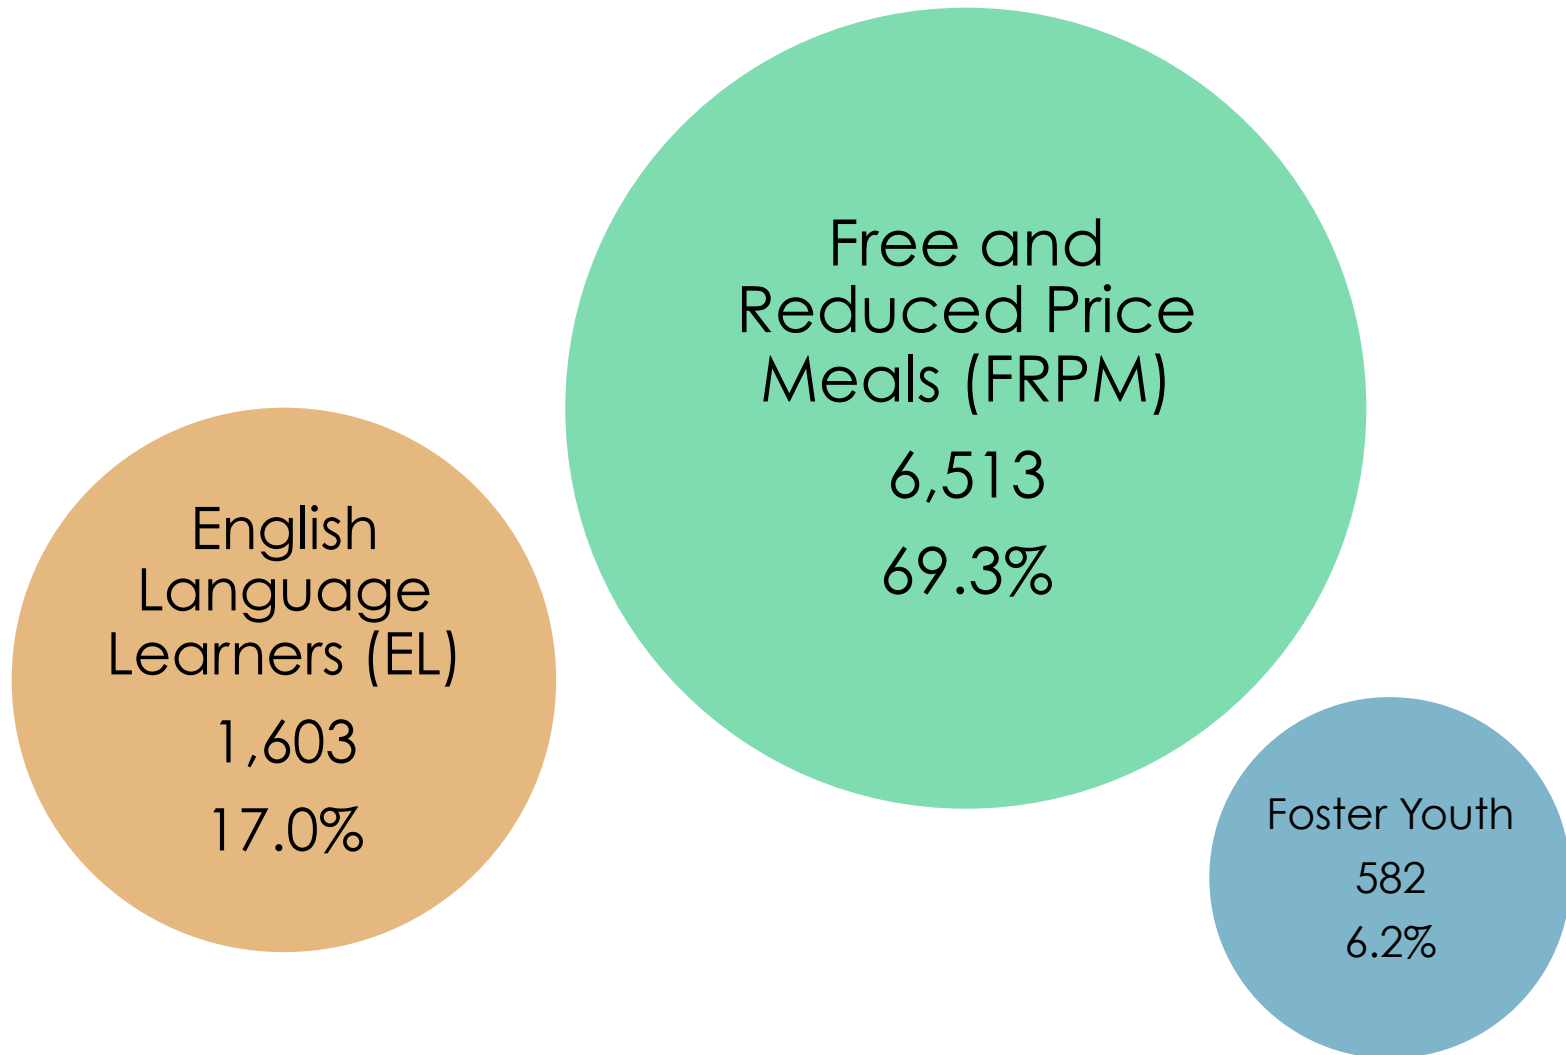 Free and
Reduced Price
Meals (FRPM)
6,513
69.3%
English
Language
Learners (EL)
1,603
17.0%
Foster Youth
582
6.2%